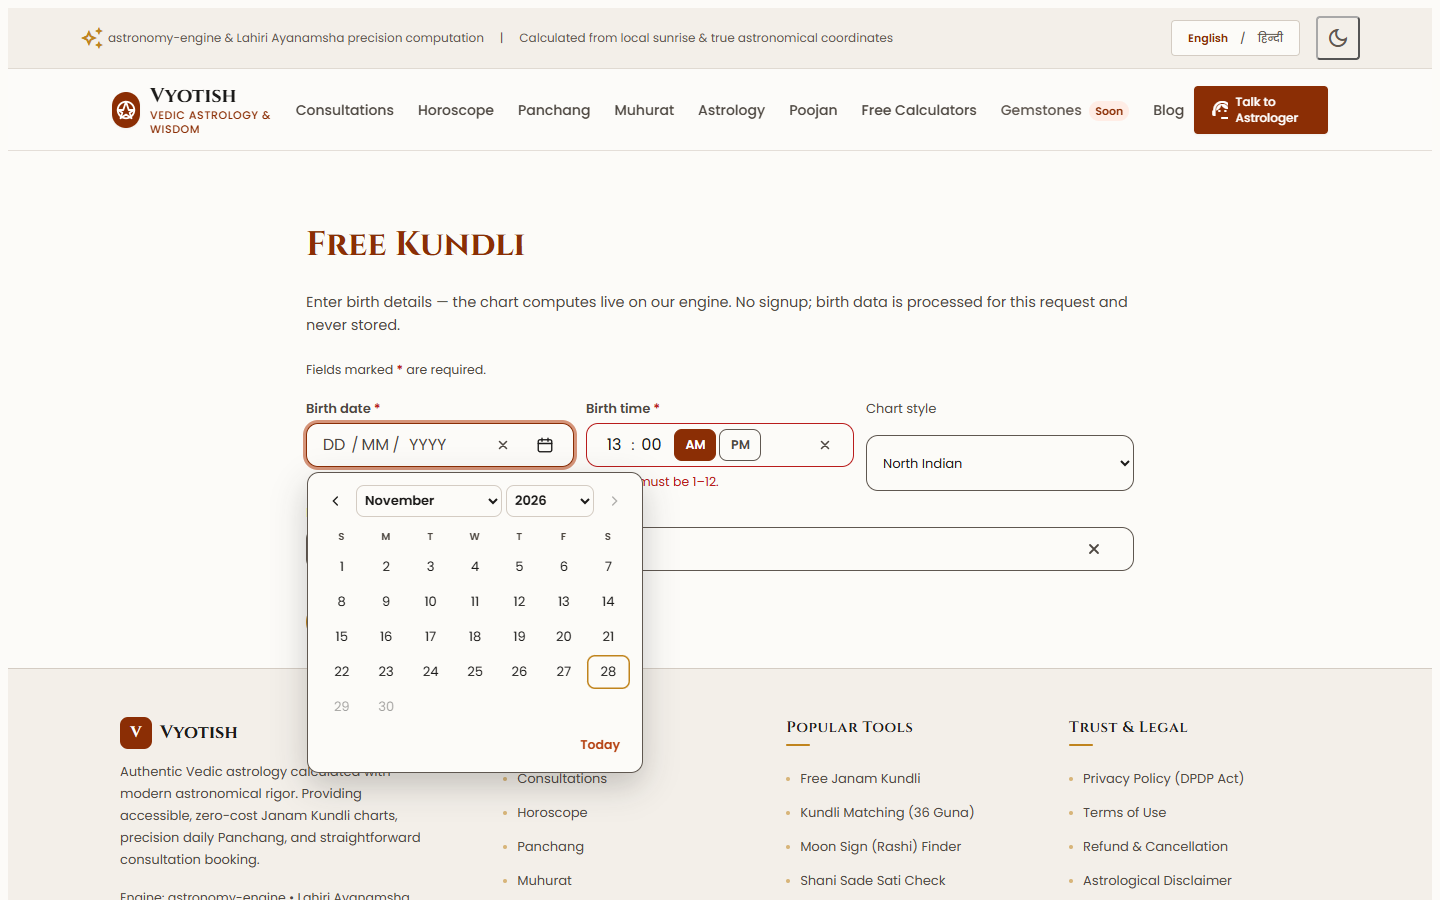 astronomy-engine & Lahiri Ayanamsha precision computation | Calculated from local sunrise & true astronomical coordinates
English / हिन्दी
VYOTISH
VEDIC ASTROLOGY & WISDOM
Consultations Horoscope Panchang Muhurat Astrology Poojan Free Calculators Gemstones Soon Blog
Talk to Astrologer
FREE KUNDLI
Enter birth details — the chart computes live on our engine. No signup; birth data is processed for this request and
never stored.
Fields marked * are required.
Birth date * Birth time * Chart style
DD / MM / YYYY 13 : 00 AM PM
North Indian
must be 1–12.
November 2026
S M T W T F S
1 2 3 4 5 6 7
8 9 10 11 12 13 14
15 16 17 18 19 20 21
22 23 24 25 26 27 28
29 30
Today
V VYOTISH
Authentic Vedic astrology calculated with
modern astronomical rigor. Providing
accessible, zero-cost Janam Kundli charts,
precision daily Panchang, and straightforward
consultation booking.
Engine: astronomy-engine • Lahiri Ayanamsha
Consultations
Horoscope
Panchang
Muhurat
POPULAR TOOLS
Free Janam Kundli
Kundli Matching (36 Guna)
Moon Sign (Rashi) Finder
Shani Sade Sati Check
TRUST & LEGAL
Privacy Policy (DPDP Act)
Terms of Use
Refund & Cancellation
Astrological Disclaimer